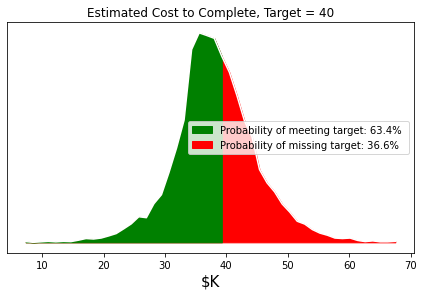 Estimated Cost to Complete, Target = 40
Probability of meeting target: 63.4%
Probability of missing target: 36.6%
10 20 30 40 50 60 70
$K